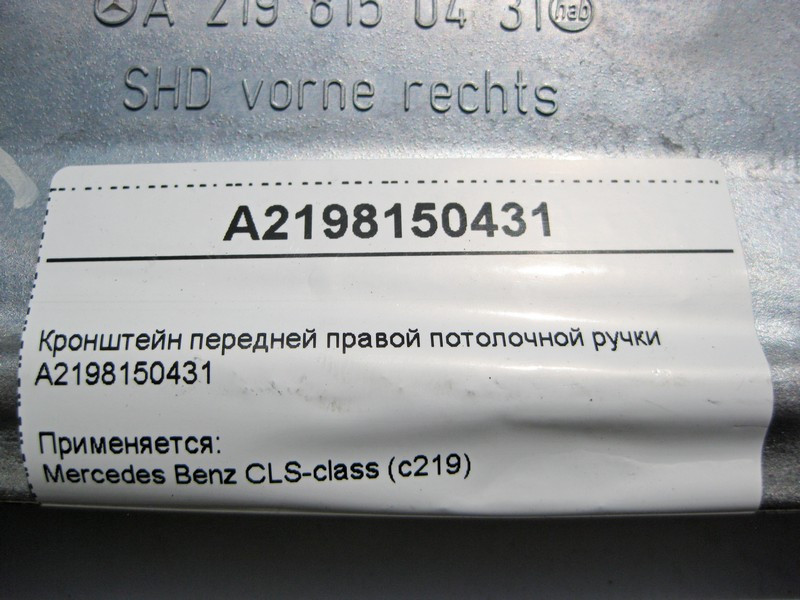 A 219 815 04 31 hab
SHD vorne rechts
A2198150431
Кронштейн передней правой потолочной ручки
A2198150431
Применяется:
Mercedes Benz CLS-class (c219)